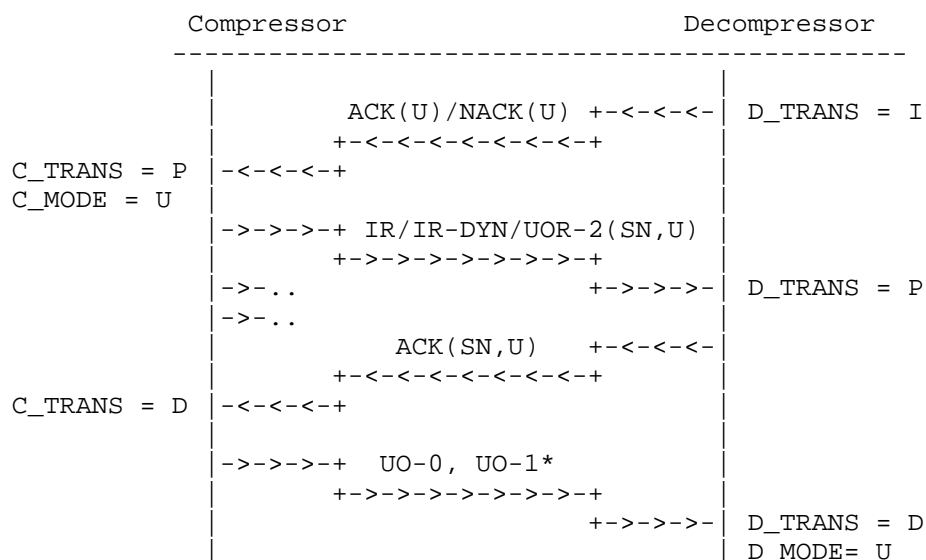 Compressor                     Decompressor
----------------------------------------------
|                                |
|        ACK(U)/NACK(U) +-<-<-<-|  D_TRANS = I
|       +-<-<-<-<-<-<-<-+       |
C_TRANS = P |-<-<-<-+                       |
C_MODE = U  |                               |
|->->->-+ IR/IR-DYN/UOR-2(SN,U) |
|       +->->->->->->->-+       |
|->-..                  +->->->-|  D_TRANS = P
|->-..                          |
|           ACK(SN,U)   +-<-<-<-|
|       +-<-<-<-<-<-<-<-+       |
C_TRANS = D |-<-<-<-+                       |
|                               |
|->->->-+  UO-0, UO-1*          |
|       +->->->->->->->-+       |
|                       +->->->-|  D_TRANS = D
|                               |  D_MODE= U